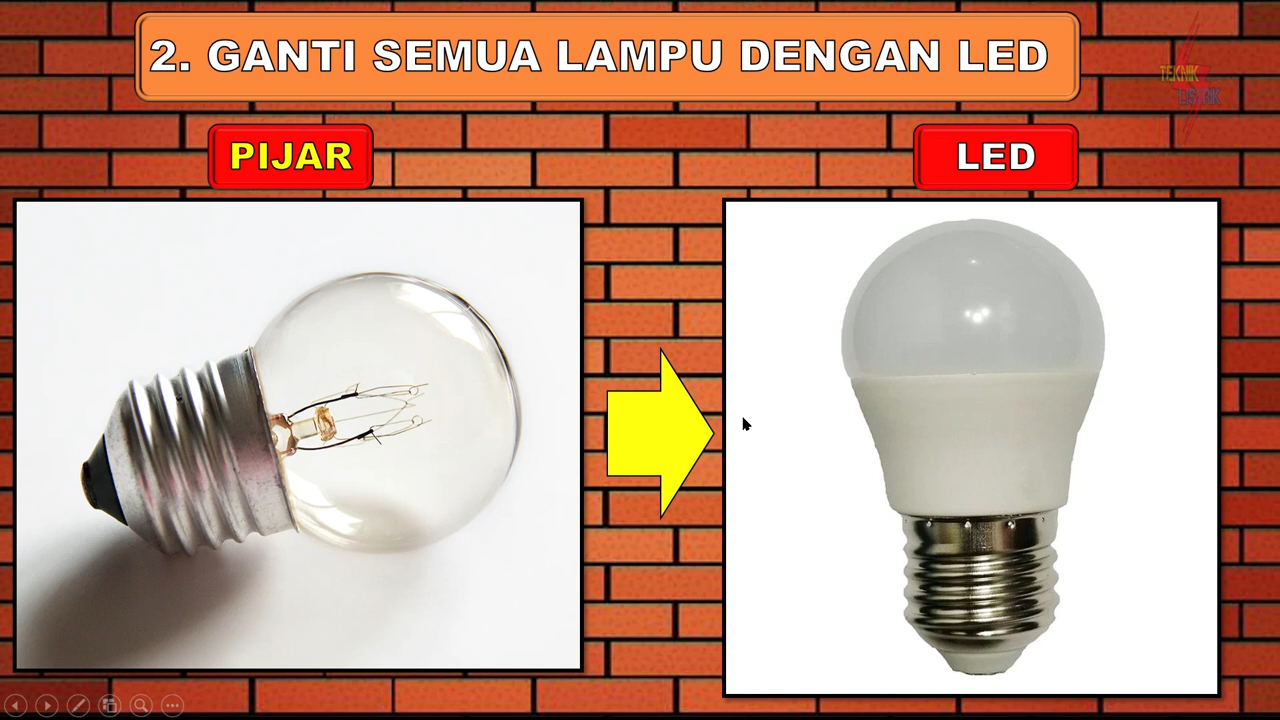 2. GANTI SEMUA LAMPU DENGAN LED
TEKNIK
LISTRIK
PIJAR
LED